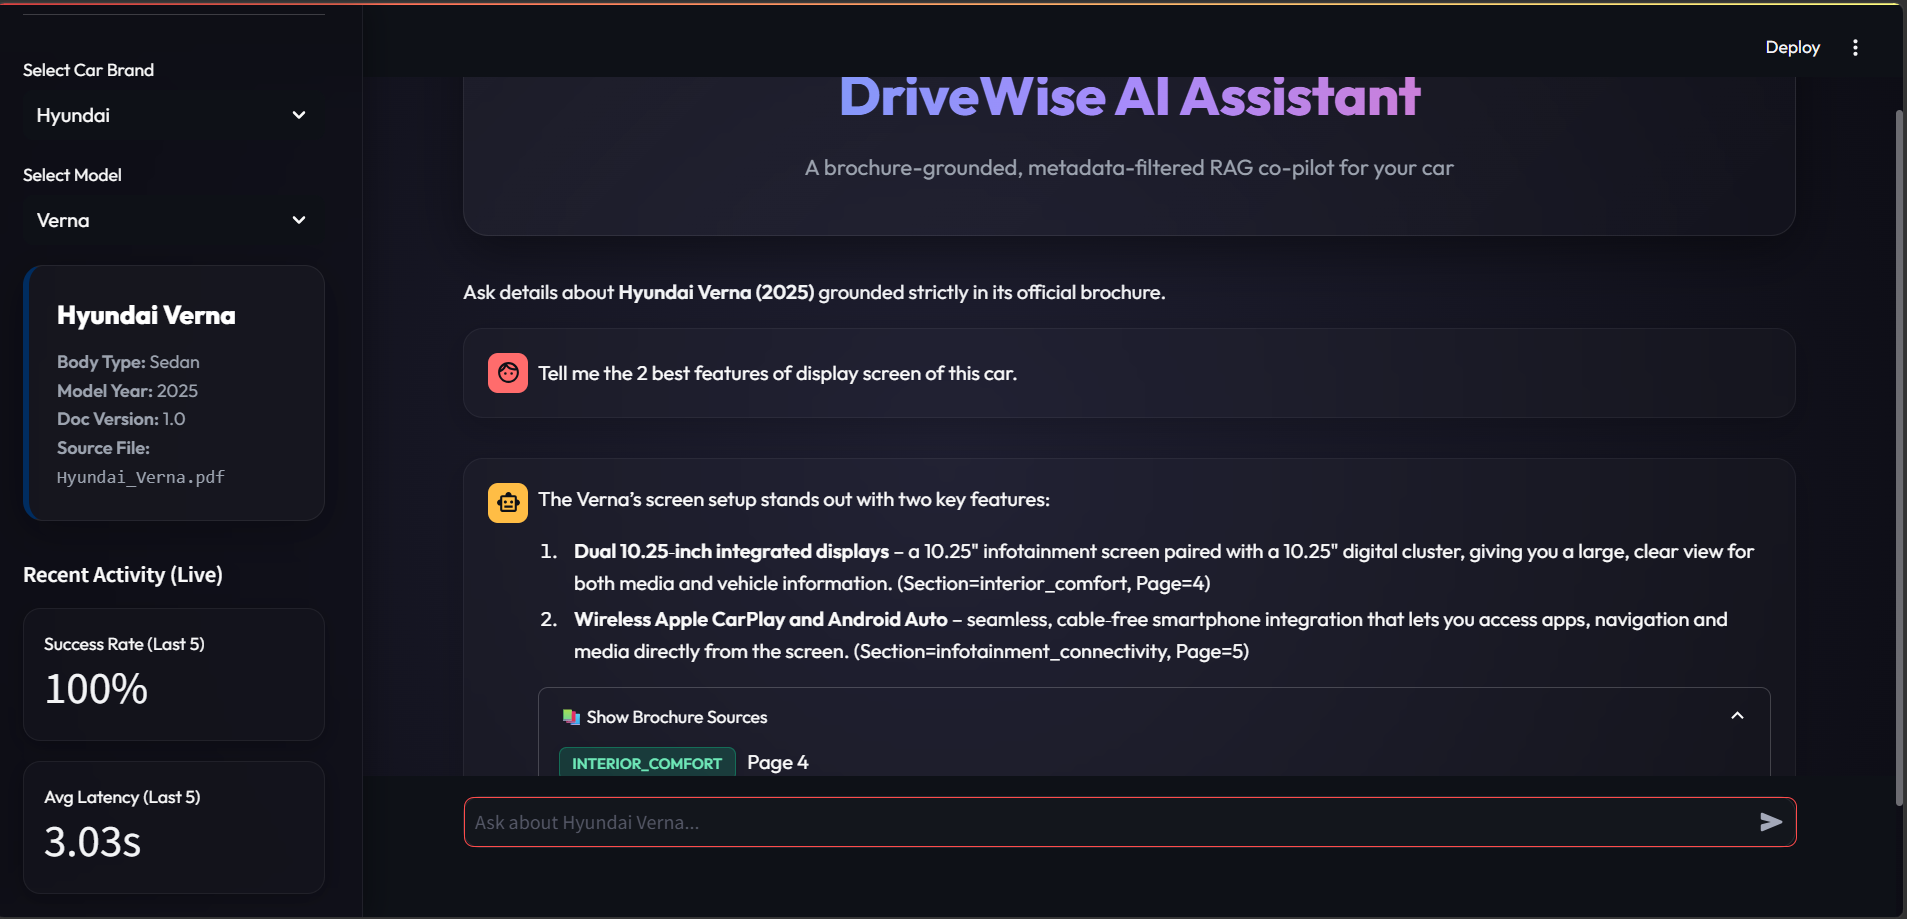 Select Car Brand
Hyundai
Select Model
Verna
Hyundai Verna
Body Type: Sedan
Model Year: 2025
Doc Version: 1.0
Source File:
Hyundai_Verna.pdf
Recent Activity (Live)
Success Rate (Last 5)
100%
Avg Latency (Last 5)
3.03s
Deploy
DriveWise AI Assistant
A brochure-grounded, metadata-filtered RAG co-pilot for your car
Ask details about Hyundai Verna (2025) grounded strictly in its official brochure.
Tell me the 2 best features of display screen of this car.
The Verna’s screen setup stands out with two key features:
1. Dual 10.25-inch integrated displays – a 10.25" infotainment screen paired with a 10.25" digital cluster, giving you a large, clear view for
both media and vehicle information. (Section=interior_comfort, Page=4)
2. Wireless Apple CarPlay and Android Auto – seamless, cable-free smartphone integration that lets you access apps, navigation and
media directly from the screen. (Section=infotainment_connectivity, Page=5)
Show Brochure Sources
INTERIOR_COMFORT Page 4
Ask about Hyundai Verna...